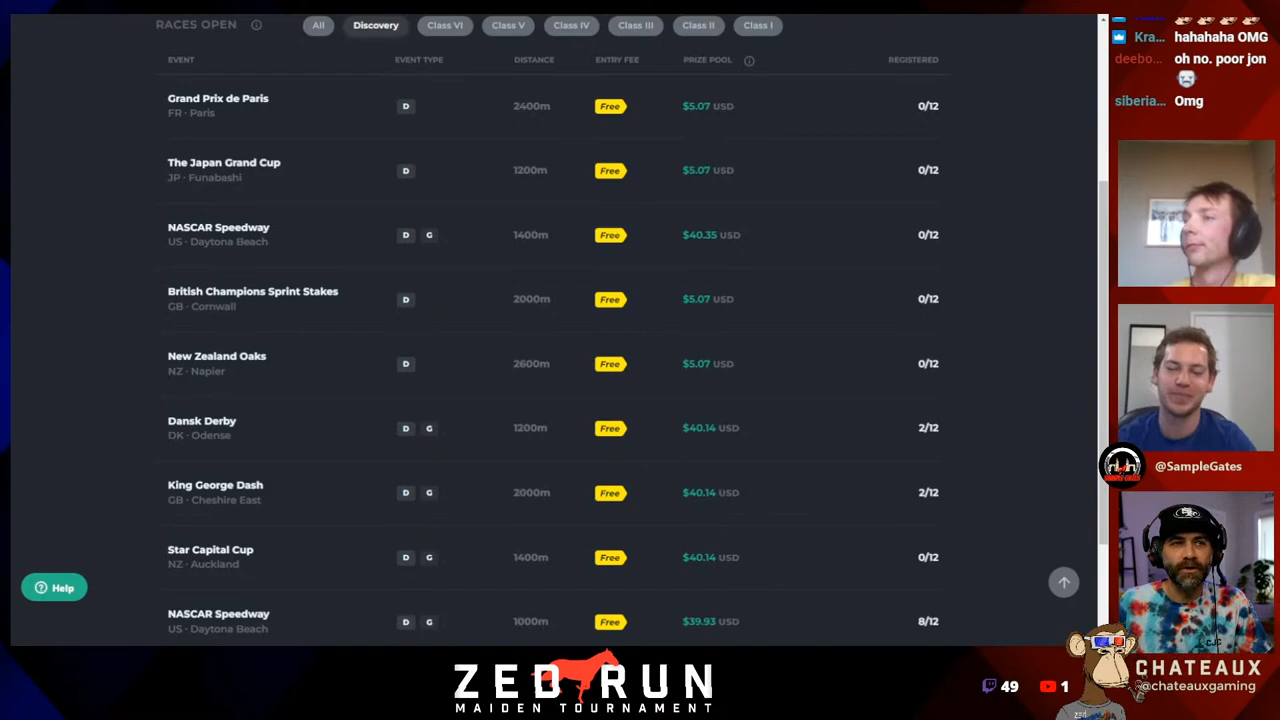 RACES OPEN All Discovery Class VI Class V Class IV Class III Class II Class I
EVENT EVENT TYPE DISTANCE ENTRY FEE PRIZE POOL REGISTERED
Grand Prix de Paris
FR · Paris
D 2400m Free $5.07 USD 0/12
The Japan Grand Cup
JP · Funabashi
D 1200m Free $5.07 USD 0/12
NASCAR Speedway
US · Daytona Beach
D G 1400m Free $40.35 USD 0/12
British Champions Sprint Stakes
GB · Cornwall
D 2000m Free $5.07 USD 0/12
New Zealand Oaks
NZ · Napier
D 2600m Free $5.07 USD 0/12
Dansk Derby
DK · Odense
D G 1200m Free $40.14 USD 2/12
King George Dash
GB · Cheshire East
D G 2000m Free $40.14 USD 2/12
Star Capital Cup
NZ · Auckland
D G 1400m Free $40.14 USD 0/12
NASCAR Speedway
US · Daytona Beach
D G 1000m Free $39.93 USD 8/12
Help
Kra... hahahaha OMG
deebo... oh no. poor jon
siberia... Omg
@SampleGates
SAMPLE GATES
CJC
ZED RUN
MAIDEN TOURNAMENT
49 1
CHATEAUX
@chateauxgaming
ZED